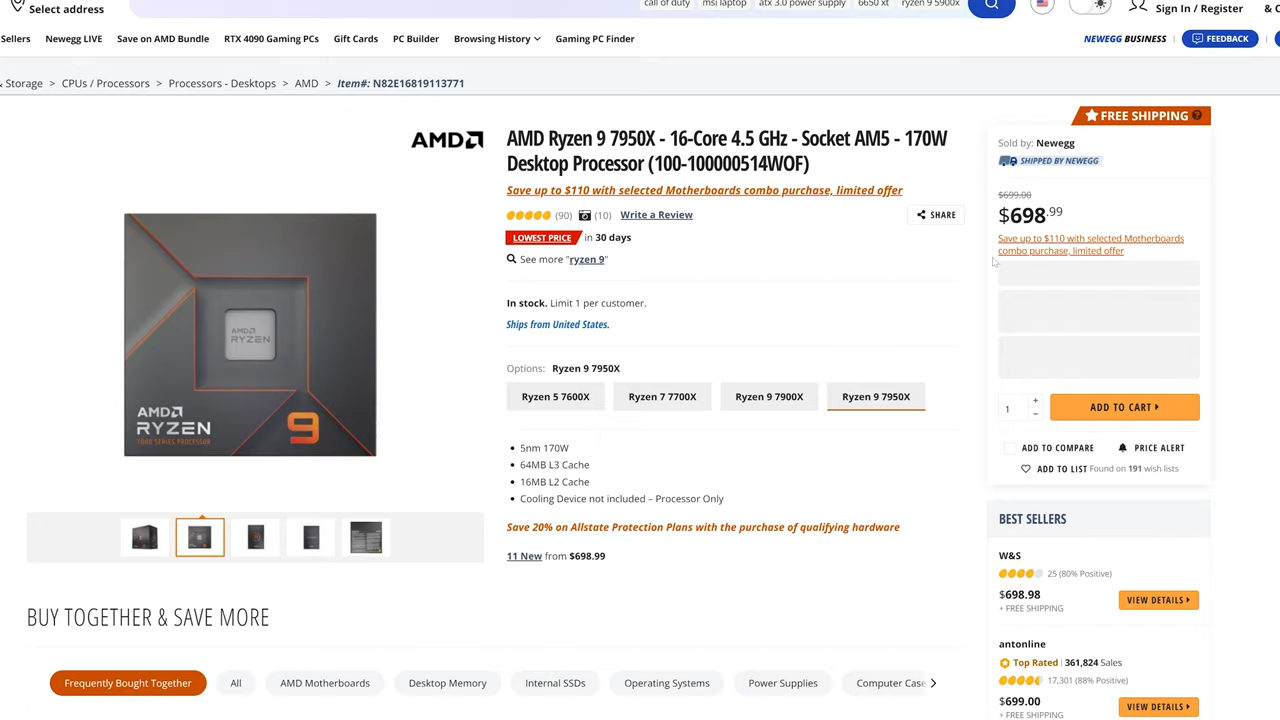 Select address
call of duty
msi laptop
atx 3.0 power supply
6650 xt
ryzen 9 5900x
Sign In / Register
& C
Sellers
Newegg LIVE
Save on AMD Bundle
RTX 4090 Gaming PCs
Gift Cards
PC Builder
Browsing History
Gaming PC Finder
NEWEGG BUSINESS
FEEDBACK
& Storage > CPUs / Processors > Processors - Desktops > AMD > Item#: N82E16819113771
AMD
AMD Ryzen 9 7950X - 16-Core 4.5 GHz - Socket AM5 - 170W
Desktop Processor (100-100000514WOF)
Save up to $110 with selected Motherboards combo purchase, limited offer
(90)
(10)
Write a Review
SHARE
LOWEST PRICE in 30 days
See more "ryzen 9"
In stock. Limit 1 per customer.
Ships from United States.
Options: Ryzen 9 7950X
Ryzen 5 7600X
Ryzen 7 7700X
Ryzen 9 7900X
Ryzen 9 7950X
5nm 170W
64MB L3 Cache
16MB L2 Cache
Cooling Device not included – Processor Only
Save 20% on Allstate Protection Plans with the purchase of qualifying hardware
11 New from $698.99
AMD
RYZEN
AMD
RYZEN
7000 SERIES PROCESSOR
9
FREE SHIPPING ?
Sold by: Newegg
SHIPPED BY NEWEGG
$699.00
$698.99
Save up to $110 with selected Motherboards
combo purchase, limited offer
1
+
-
ADD TO CART
ADD TO COMPARE
PRICE ALERT
ADD TO LIST Found on 191 wish lists
BEST SELLERS
W&S
25 (80% Positive)
$698.98
+ FREE SHIPPING
VIEW DETAILS
antonline
Top Rated | 361,824 Sales
17,301 (88% Positive)
$699.00
+ FREE SHIPPING
VIEW DETAILS
BUY TOGETHER & SAVE MORE
Frequently Bought Together
All
AMD Motherboards
Desktop Memory
Internal SSDs
Operating Systems
Power Supplies
Computer Case